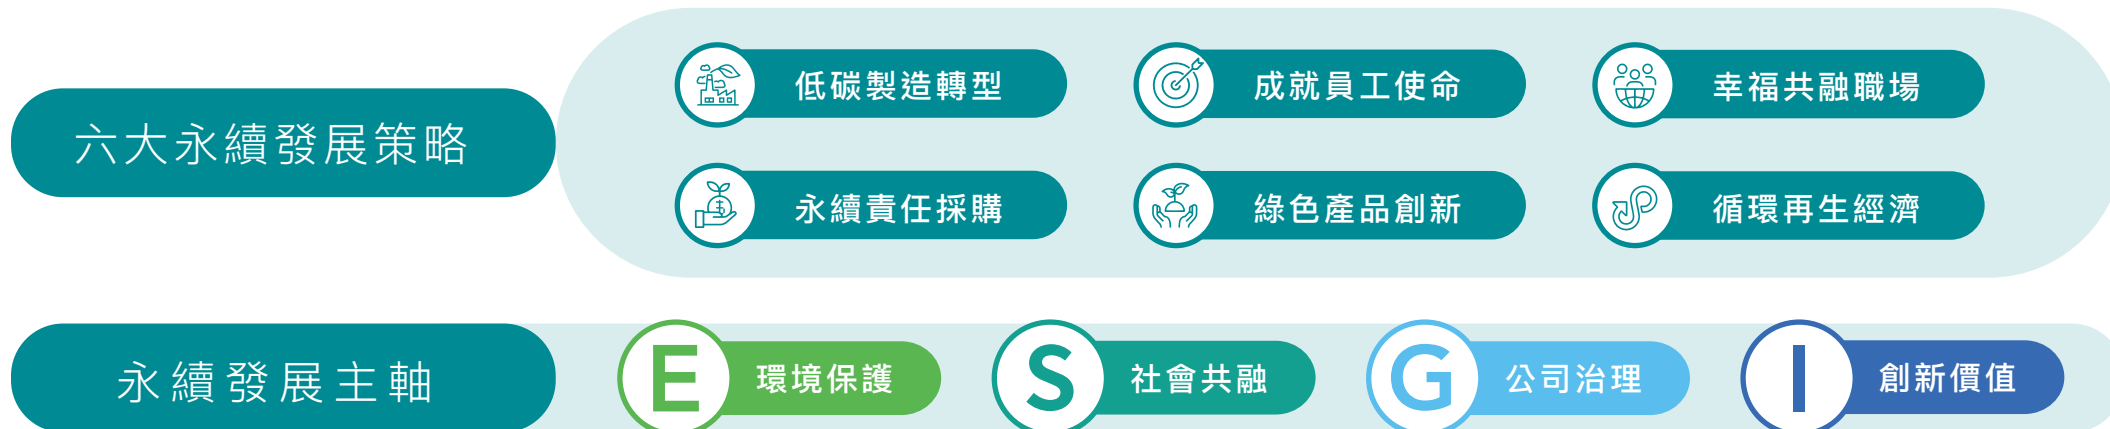 六大永續發展策略
低碳製造轉型
成就員工使命
幸福共融職場
永續責任採購
綠色產品創新
循環再生經濟
永續發展主軸
E 環境保護
S 社會共融
G 公司治理
I 創新價值